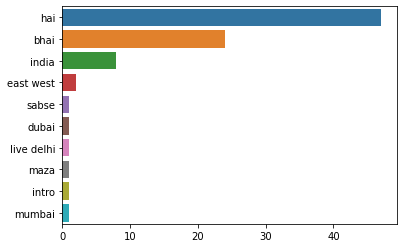 hai
bhai
india
east west
sabse
dubai
live delhi
maza
intro
mumbai
0 10 20 30 40